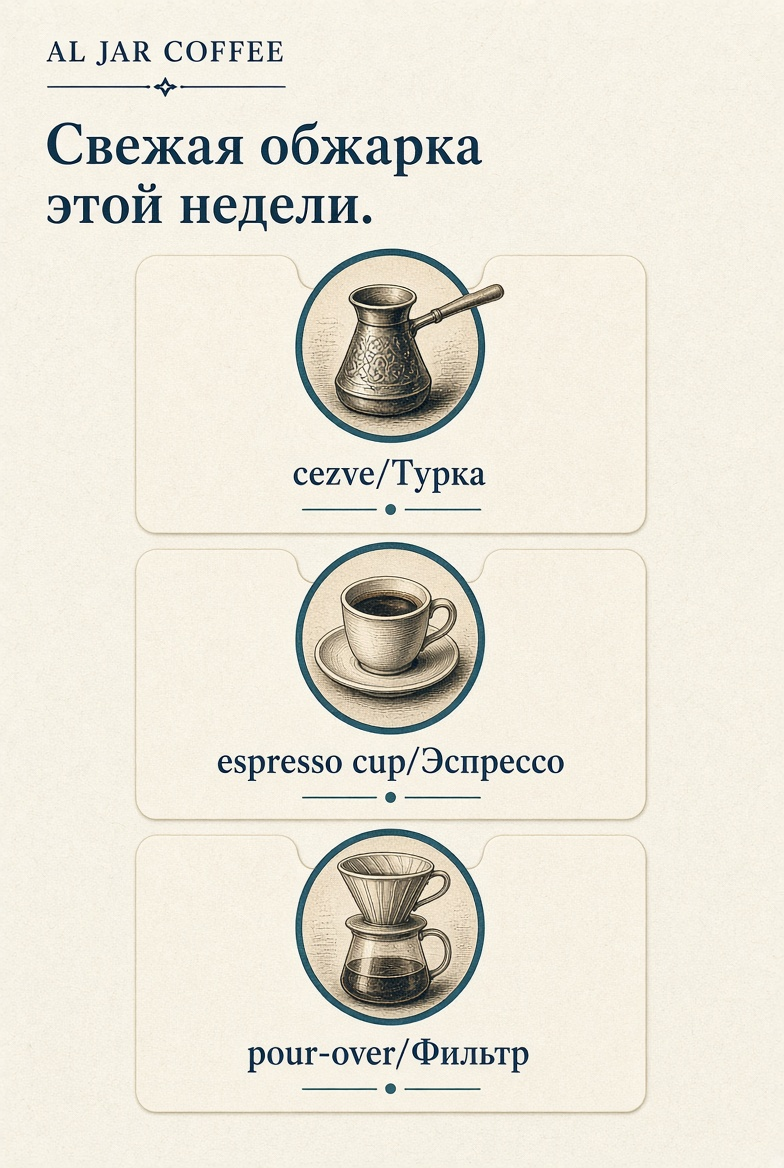 AL JAR COFFEE
Свежая обжарка
этой недели.
cezve/Турка
espresso cup/Эспрессо
pour-over/Фильтр